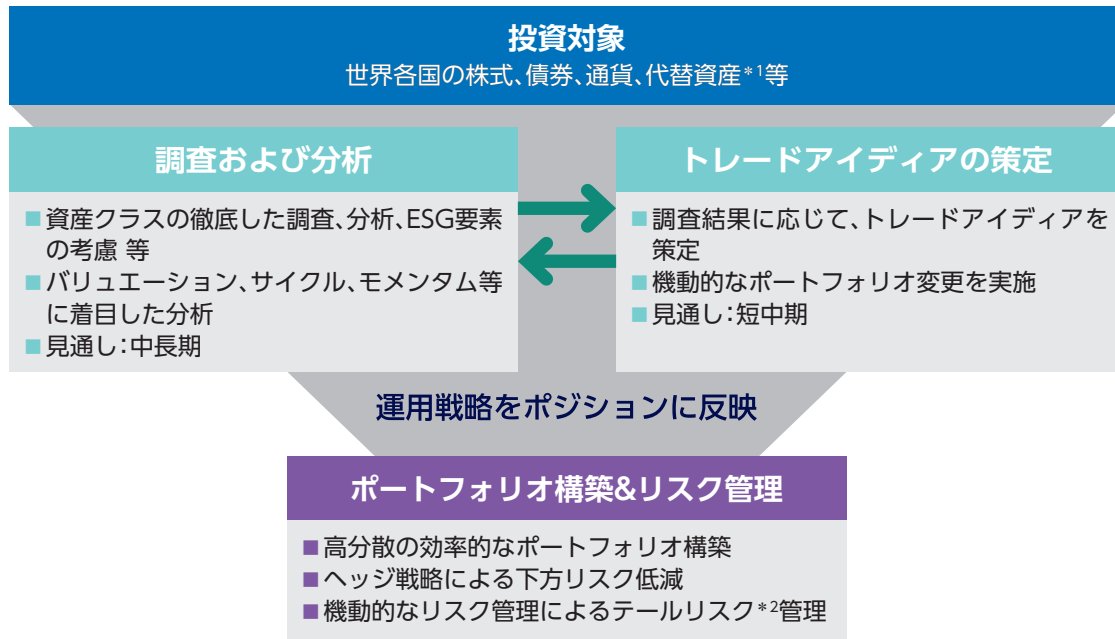 投資対象
世界各国の株式、債券、通貨、代替資産*1等
調査および分析
■資産クラスの徹底した調査、分析、ESG要素
の考慮 等
■バリュエーション、サイクル、モメンタム等
に着目した分析
■見通し：中長期
トレードアイディアの策定
■調査結果に応じて、トレードアイディアを
策定
■機動的なポートフォリオ変更を実施
■見通し：短中期
運用戦略をポジションに反映
ポートフォリオ構築&リスク管理
■高分散の効率的なポートフォリオ構築
■ヘッジ戦略による下方リスク低減
■機動的なリスク管理によるテールリスク*2管理